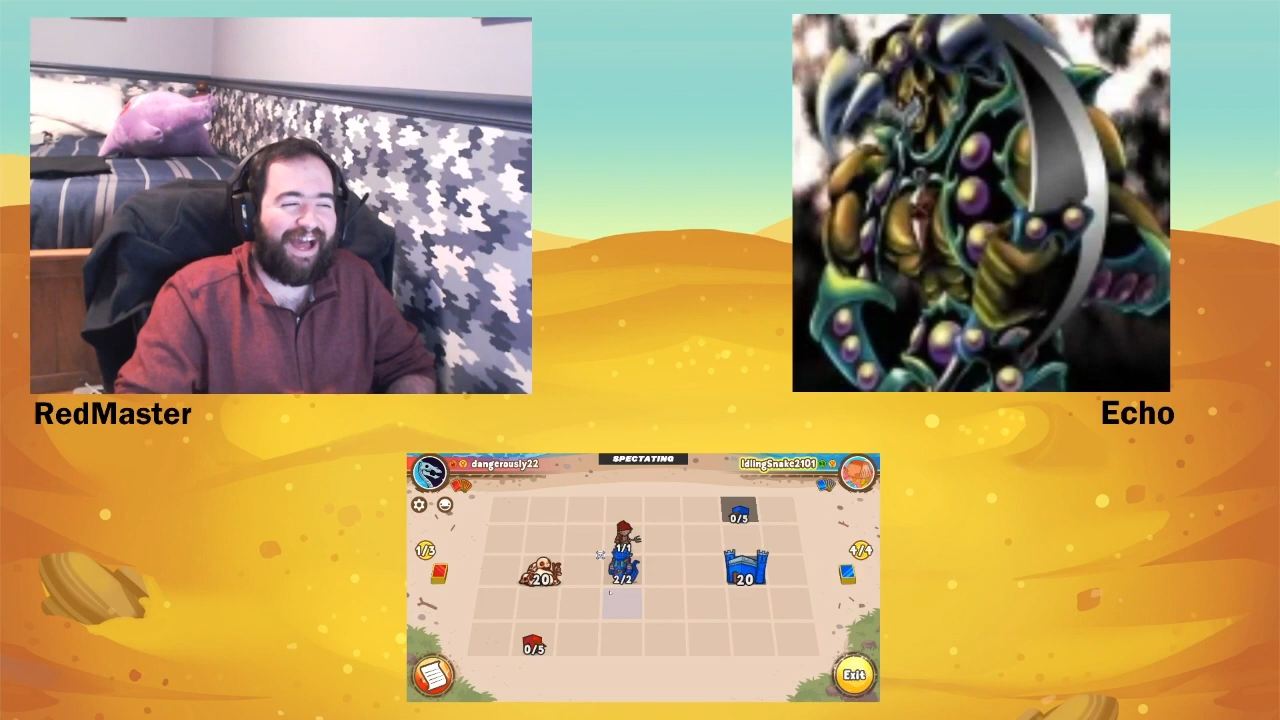 RedMaster
Echo
dangerously22
SPECTATING
IdlingSnake2101
0/5
1/3
1/1
4/4
20
2/2
20
0/5
Exit